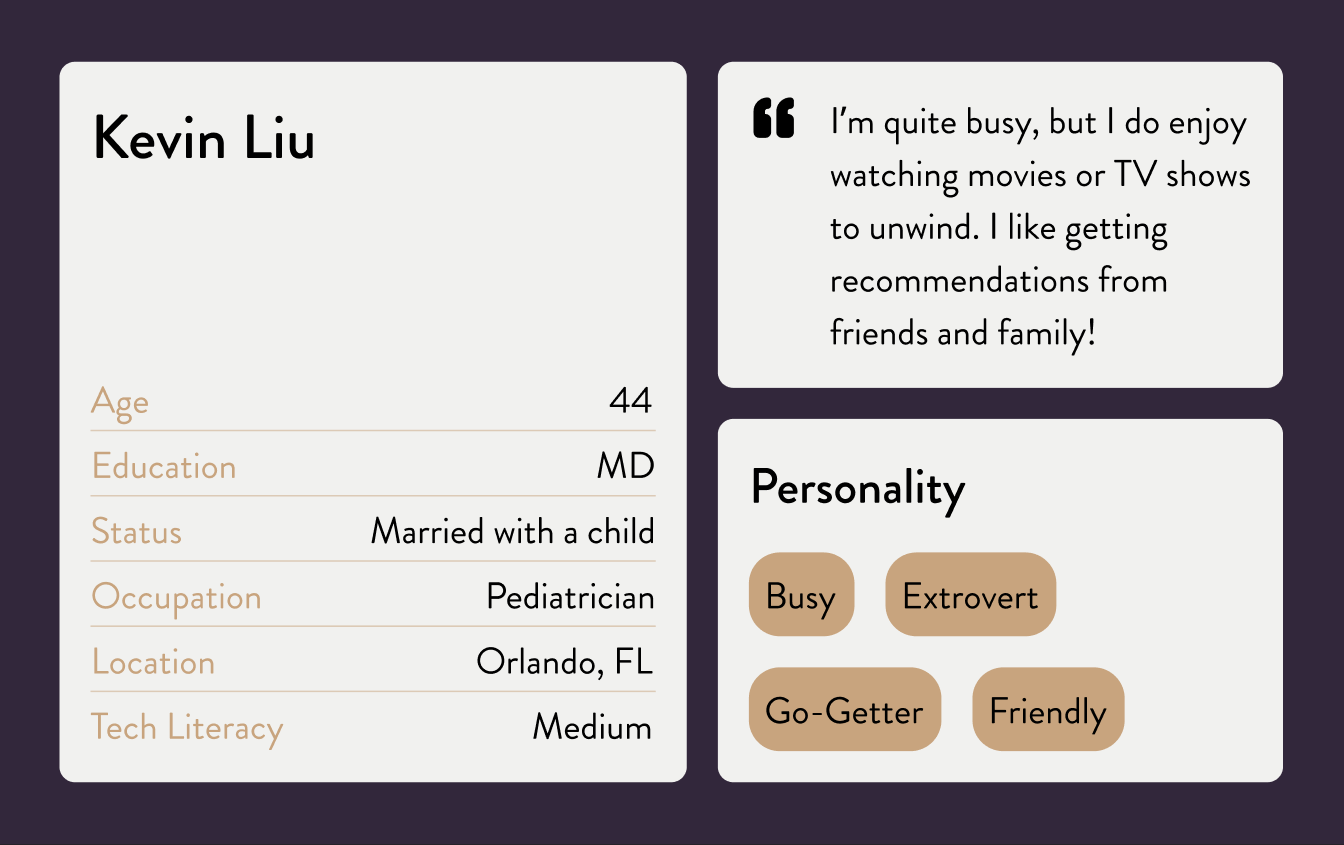 Kevin Liu
Age 44
Education MD
Status Married with a child
Occupation Pediatrician
Location Orlando, FL
Tech Literacy Medium
“ I'm quite busy, but I do enjoy
watching movies or TV shows
to unwind. I like getting
recommendations from
friends and family!
Personality
Busy Extrovert
Go-Getter Friendly